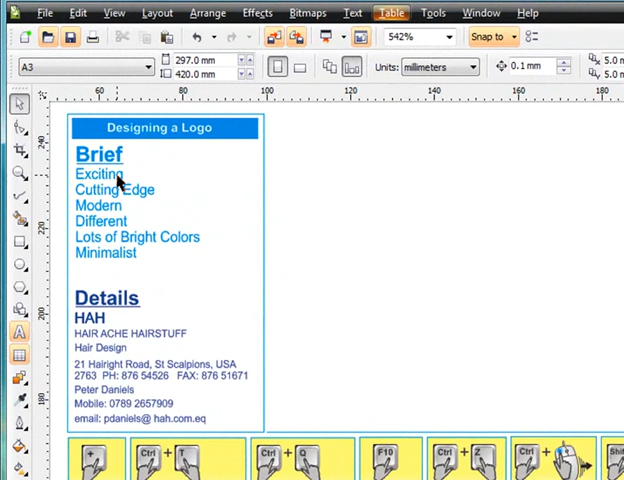 File Edit View Layout Arrange Effects Bitmaps Text Table Tools Window Help
542% Snap to
A3 297.0 mm 420.0 mm Units: millimeters 0.1 mm 5.0 m 5.0 m
60 80 100 120 140 160 180
240
220
200
180
Designing a Logo
Brief
Exciting
Cutting Edge
Modern
Different
Lots of Bright Colors
Minimalist
Details
HAH
HAIR ACHE HAIRSTUFF
Hair Design
21 Hairight Road, St Scalpions, USA
2763 PH: 876 54526 FAX: 876 51671
Peter Daniels
Mobile: 0789 2657909
email: pdaniels@ hah.com.eq
+ Ctrl + T Ctrl + Q F10 Ctrl + Z Ctrl + Shif